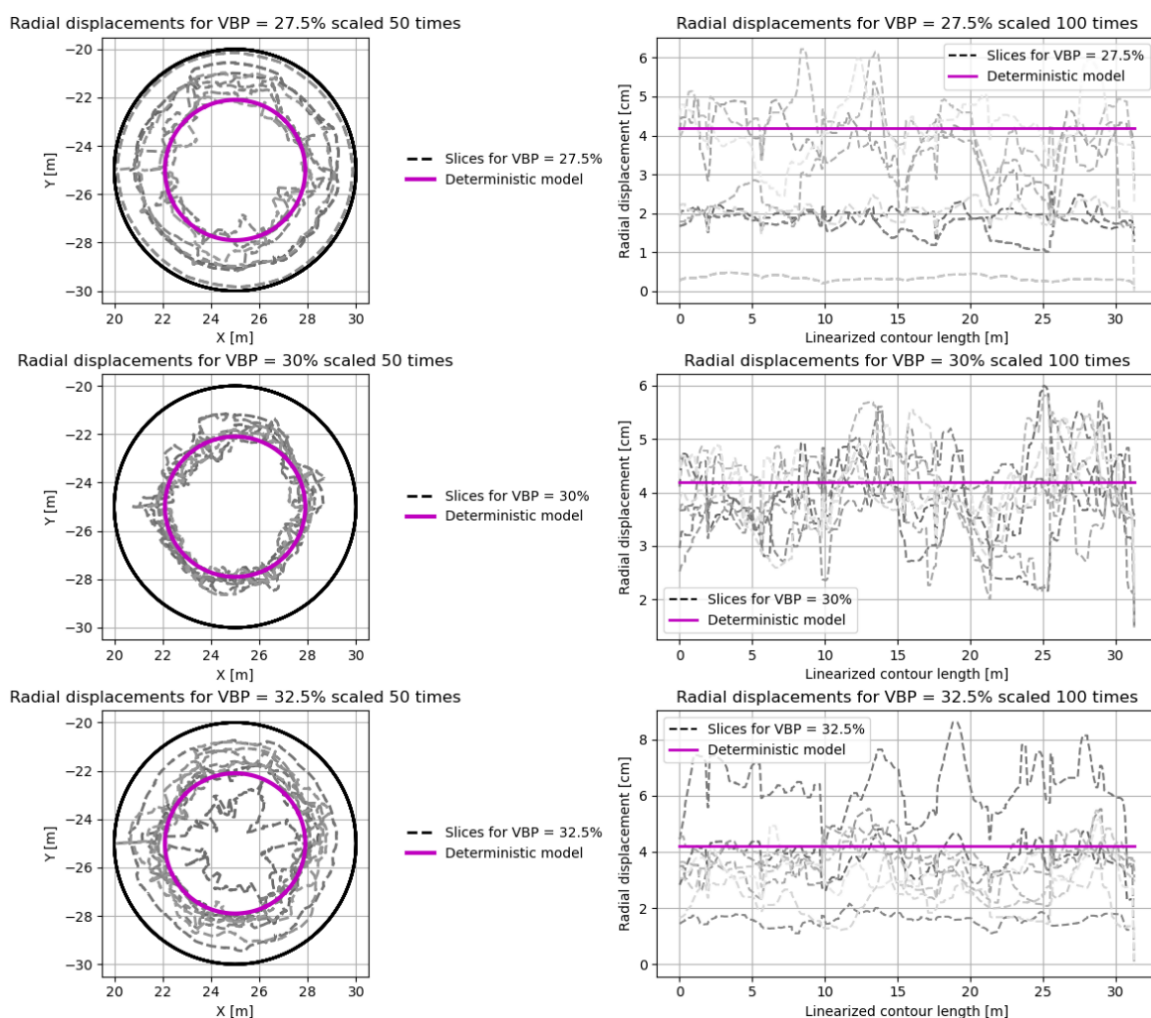 Radial displacements for VBP = 27.5% scaled 50 times
−20
−22
−24
−26
−28
−30
Y [m]
20 22 24 26 28 30
X [m]
Slices for VBP = 27.5%
Deterministic model
Radial displacements for VBP = 27.5% scaled 100 times
6
5
4
3
2
1
0
Radial displacement [cm]
0 5 10 15 20 25 30
Linearized contour length [m]
Slices for VBP = 27.5%
Deterministic model
Radial displacements for VBP = 30% scaled 50 times
−20
−22
−24
−26
−28
−30
Y [m]
20 22 24 26 28 30
X [m]
Slices for VBP = 30%
Deterministic model
Radial displacements for VBP = 30% scaled 100 times
6
5
4
3
2
Radial displacement [cm]
0 5 10 15 20 25 30
Linearized contour length [m]
Slices for VBP = 30%
Deterministic model
Radial displacements for VBP = 32.5% scaled 50 times
−20
−22
−24
−26
−28
−30
Y [m]
20 22 24 26 28 30
X [m]
Slices for VBP = 32.5%
Deterministic model
Radial displacements for VBP = 32.5% scaled 100 times
8
6
4
2
0
Radial displacement [cm]
0 5 10 15 20 25 30
Linearized contour length [m]
Slices for VBP = 32.5%
Deterministic model